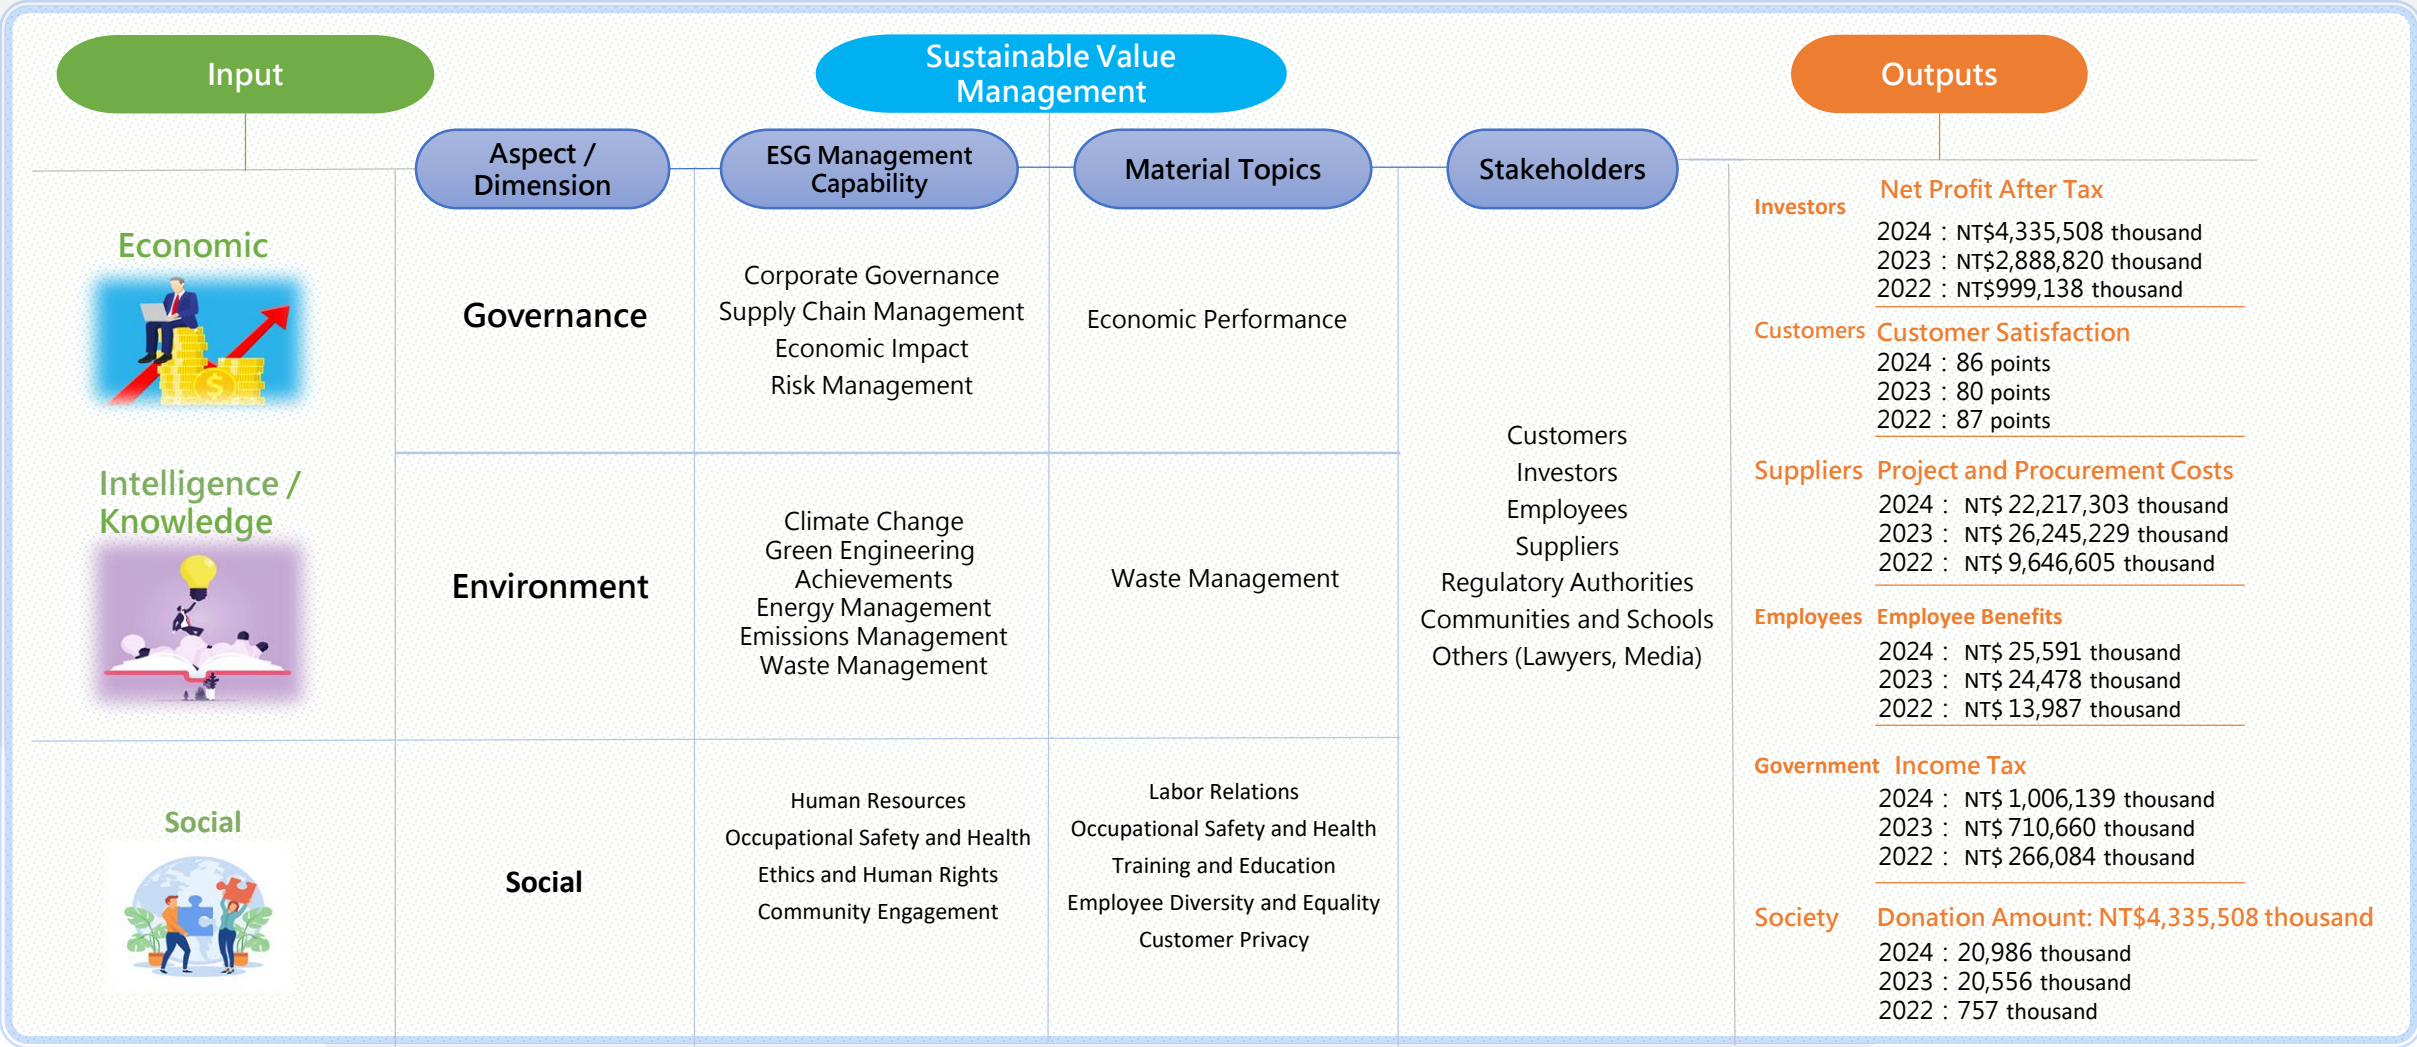 Input
Sustainable Value
Management
Outputs
Aspect /
Dimension
ESG Management
Capability
Material Topics
Stakeholders
Economic
Intelligence /
Knowledge
Social
Governance
Corporate Governance
Supply Chain Management
Economic Impact
Risk Management
Economic Performance
Environment
Climate Change
Green Engineering
Achievements
Energy Management
Emissions Management
Waste Management
Waste Management
Social
Human Resources
Occupational Safety and Health
Ethics and Human Rights
Community Engagement
Labor Relations
Occupational Safety and Health
Training and Education
Employee Diversity and Equality
Customer Privacy
Customers
Investors
Employees
Suppliers
Regulatory Authorities
Communities and Schools
Others (Lawyers, Media)
Investors Net Profit After Tax
2024：NT$4,335,508 thousand
2023：NT$2,888,820 thousand
2022：NT$999,138 thousand
Customers Customer Satisfaction
2024：86 points
2023：80 points
2022：87 points
Suppliers Project and Procurement Costs
2024： NT$ 22,217,303 thousand
2023： NT$ 26,245,229 thousand
2022： NT$ 9,646,605 thousand
Employees Employee Benefits
2024： NT$ 25,591 thousand
2023： NT$ 24,478 thousand
2022： NT$ 13,987 thousand
Government Income Tax
2024： NT$ 1,006,139 thousand
2023： NT$ 710,660 thousand
2022： NT$ 266,084 thousand
Society Donation Amount: NT$4,335,508 thousand
2024：20,986 thousand
2023：20,556 thousand
2022：757 thousand